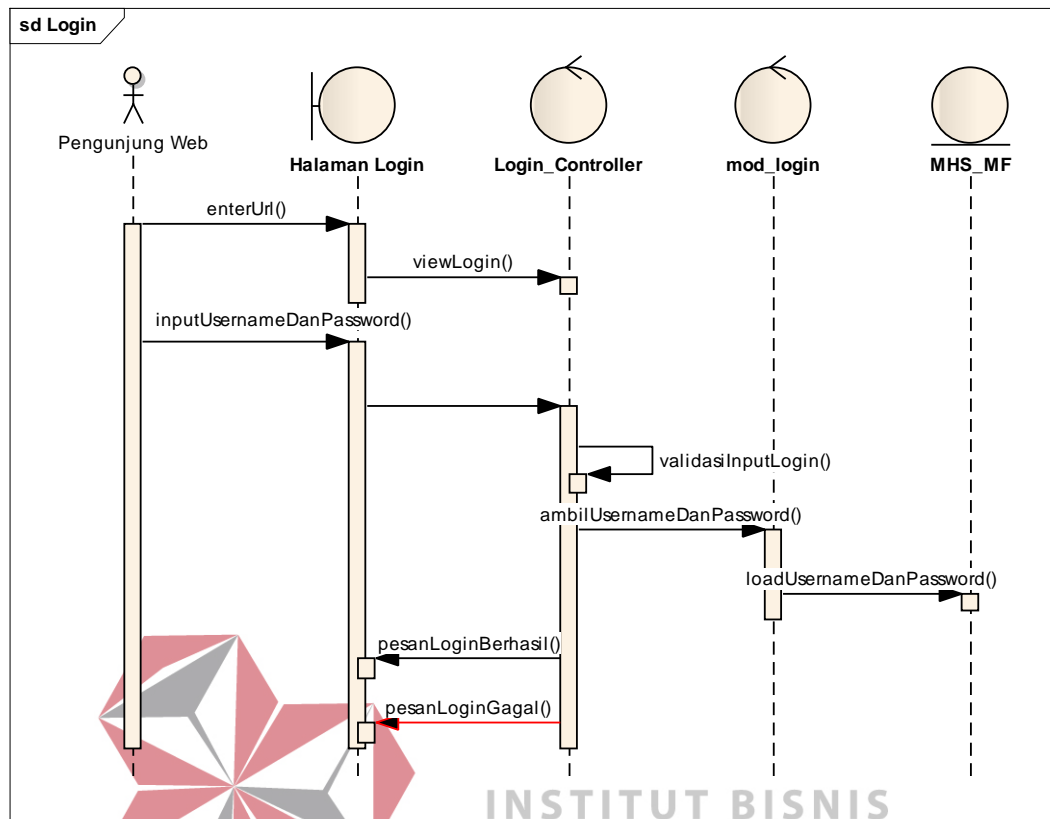 sd Login
Pengunjung Web
Halaman Login
Login_Controller
mod_login
MHS_MF
enterUrl()
viewLogin()
inputUsernameDanPassword()
validasiInputLogin()
ambilUsernameDanPassword()
loadUsernameDanPassword()
pesanLoginBerhasil()
pesanLoginGagal()
INSTITUT BISNIS